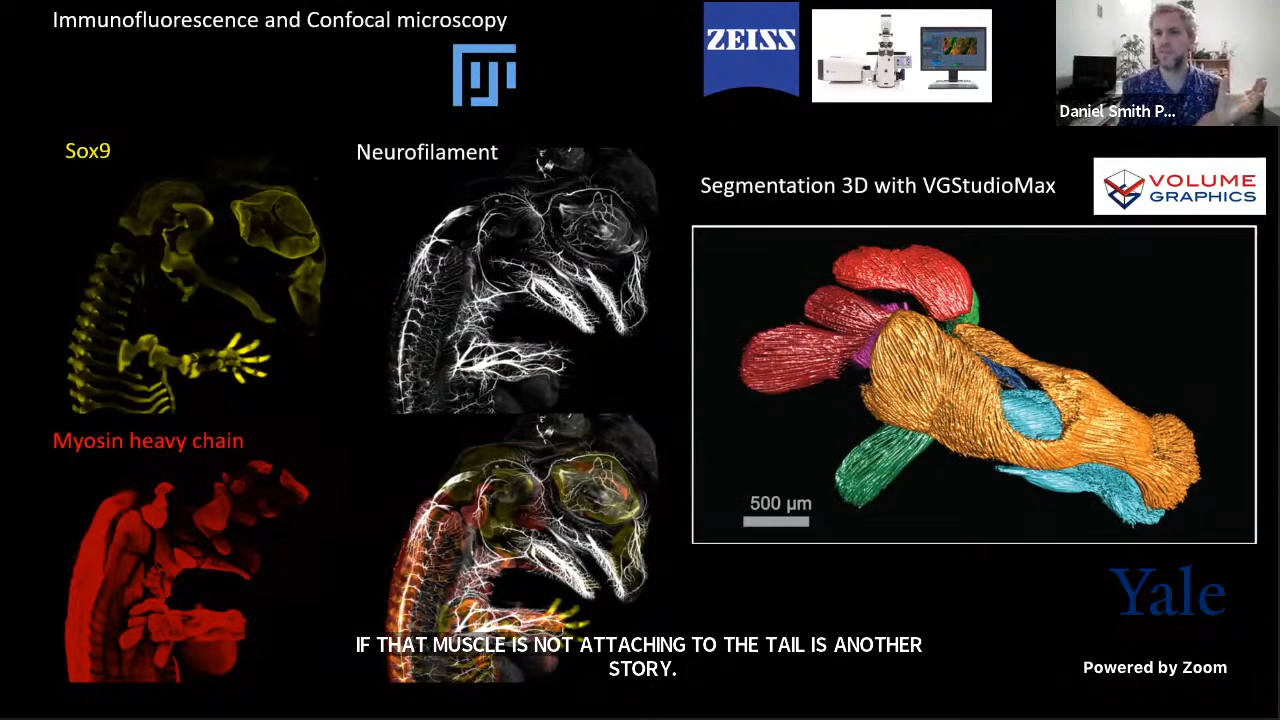 Immunofluorescence and Confocal microscopy
ZEISS
Daniel Smith P...
Sox9
Neurofilament
Segmentation 3D with VGStudioMax
VOLUME
GRAPHICS
Myosin heavy chain
500 µm
Yale
IF THAT MUSCLE IS NOT ATTACHING TO THE TAIL IS ANOTHER
STORY.
Powered by Zoom